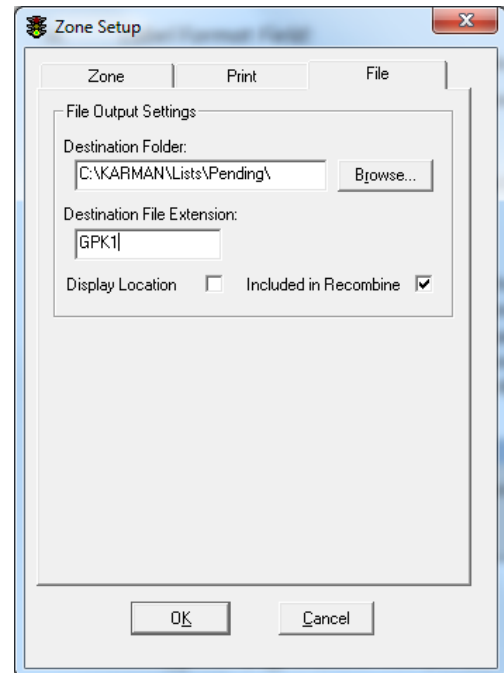 Zone Setup
Zone Print File
File Output Settings
Destination Folder:
C:\KARMAN\Lists\Pending\ Browse...
Destination File Extension:
GPK1
Display Location Included in Recombine
OK Cancel